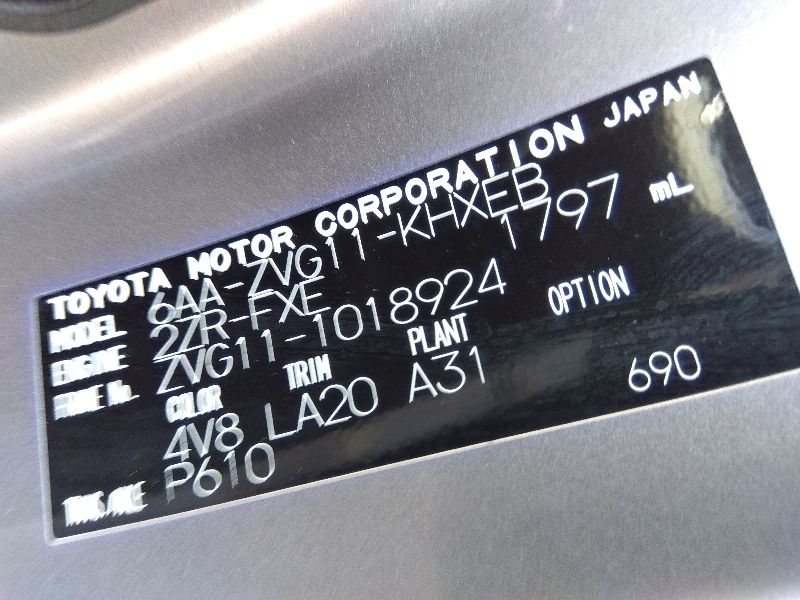 TOYOTA MOTOR CORPORATION JAPAN
MODEL 6AA-ZVG11-KHXEB
ENGINE 2ZR-FXE 1797 mL
FRAME No. ZVG11-1018924
COLOR TRIM PLANT OPTION
4V8 LA20 A31 690
TRANS/AXLE P610